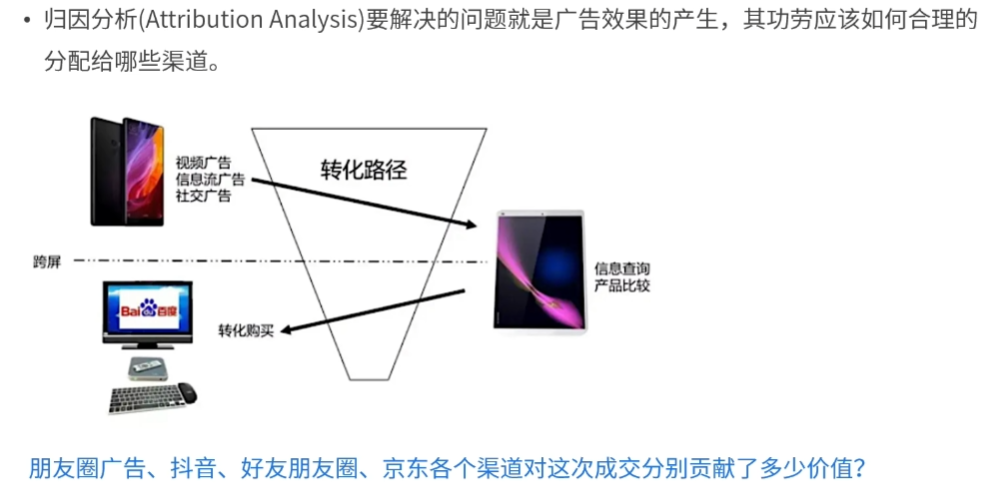 • 归因分析(Attribution Analysis)要解决的问题就是广告效果的产生，其功劳应该如何合理的
分配给哪些渠道。
视频广告
信息流广告
社交广告
转化路径
跨屏
信息查询
产品比较
Bai百度
转化购买
朋友圈广告、抖音、好友朋友圈、京东各个渠道对这次成交分别贡献了多少价值?